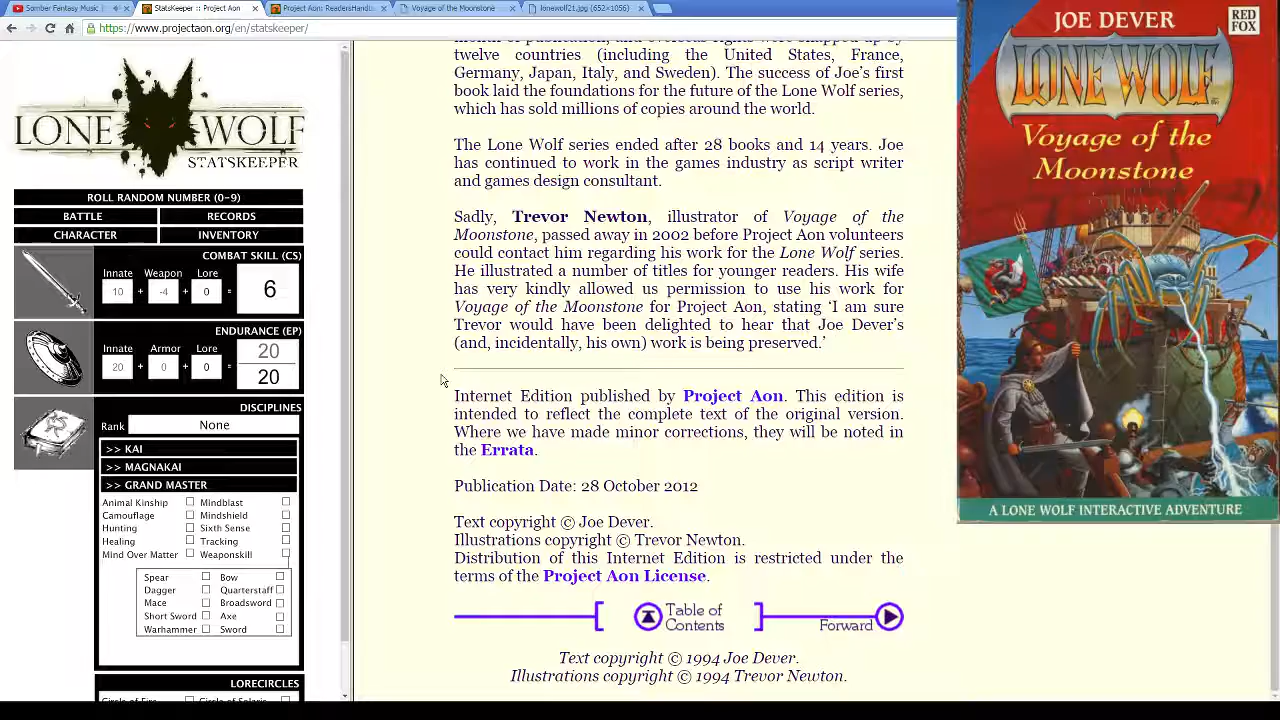 Somber Fantasy Music
StatsKeeper :: Project Aon
Project Aon: ReadersHandb
Voyage of the Moonstone
lonewolf21.jpg (652×1056)
https://www.projectaon.org/en/statskeeper/
LONE WOLF
STATSKEEPER
ROLL RANDOM NUMBER (0-9)
BATTLE RECORDS
CHARACTER INVENTORY
COMBAT SKILL (CS)
Innate Weapon Lore
10 + -4 + 0 = 6
ENDURANCE (EP)
Innate Armor Lore 20
20 + 0 + 0 = 20
DISCIPLINES
Rank None
>> KAI
>> MAGNAKAI
>> GRAND MASTER
Animal Kinship Mindblast
Camouflage Mindshield
Hunting Sixth Sense
Healing Tracking
Mind Over Matter Weaponskill
Spear Bow
Dagger Quarterstaff
Mace Broadsword
Short Sword Axe
Warhammer Sword
LORECIRCLES
Circle of Fire Circle of Solaris
twelve countries (including the United States, France,
Germany, Japan, Italy, and Sweden). The success of Joe's first
book laid the foundations for the future of the Lone Wolf series,
which has sold millions of copies around the world.
The Lone Wolf series ended after 28 books and 14 years. Joe
has continued to work in the games industry as script writer
and games design consultant.
Sadly, Trevor Newton, illustrator of Voyage of the
Moonstone, passed away in 2002 before Project Aon volunteers
could contact him regarding his work for the Lone Wolf series.
He illustrated a number of titles for younger readers. His wife
has very kindly allowed us permission to use his work for
Voyage of the Moonstone for Project Aon, stating ‘I am sure
Trevor would have been delighted to hear that Joe Dever’s
(and, incidentally, his own) work is being preserved.’
Internet Edition published by Project Aon. This edition is
intended to reflect the complete text of the original version.
Where we have made minor corrections, they will be noted in
the Errata.
Publication Date: 28 October 2012
Text copyright © Joe Dever.
Illustrations copyright © Trevor Newton.
Distribution of this Internet Edition is restricted under the
terms of the Project Aon License.
Table of
Contents
Forward
Text copyright © 1994 Joe Dever.
Illustrations copyright © 1994 Trevor Newton.
JOE DEVER
RED
FOX
LONE WOLF
Voyage of the
Moonstone
A LONE WOLF INTERACTIVE ADVENTURE